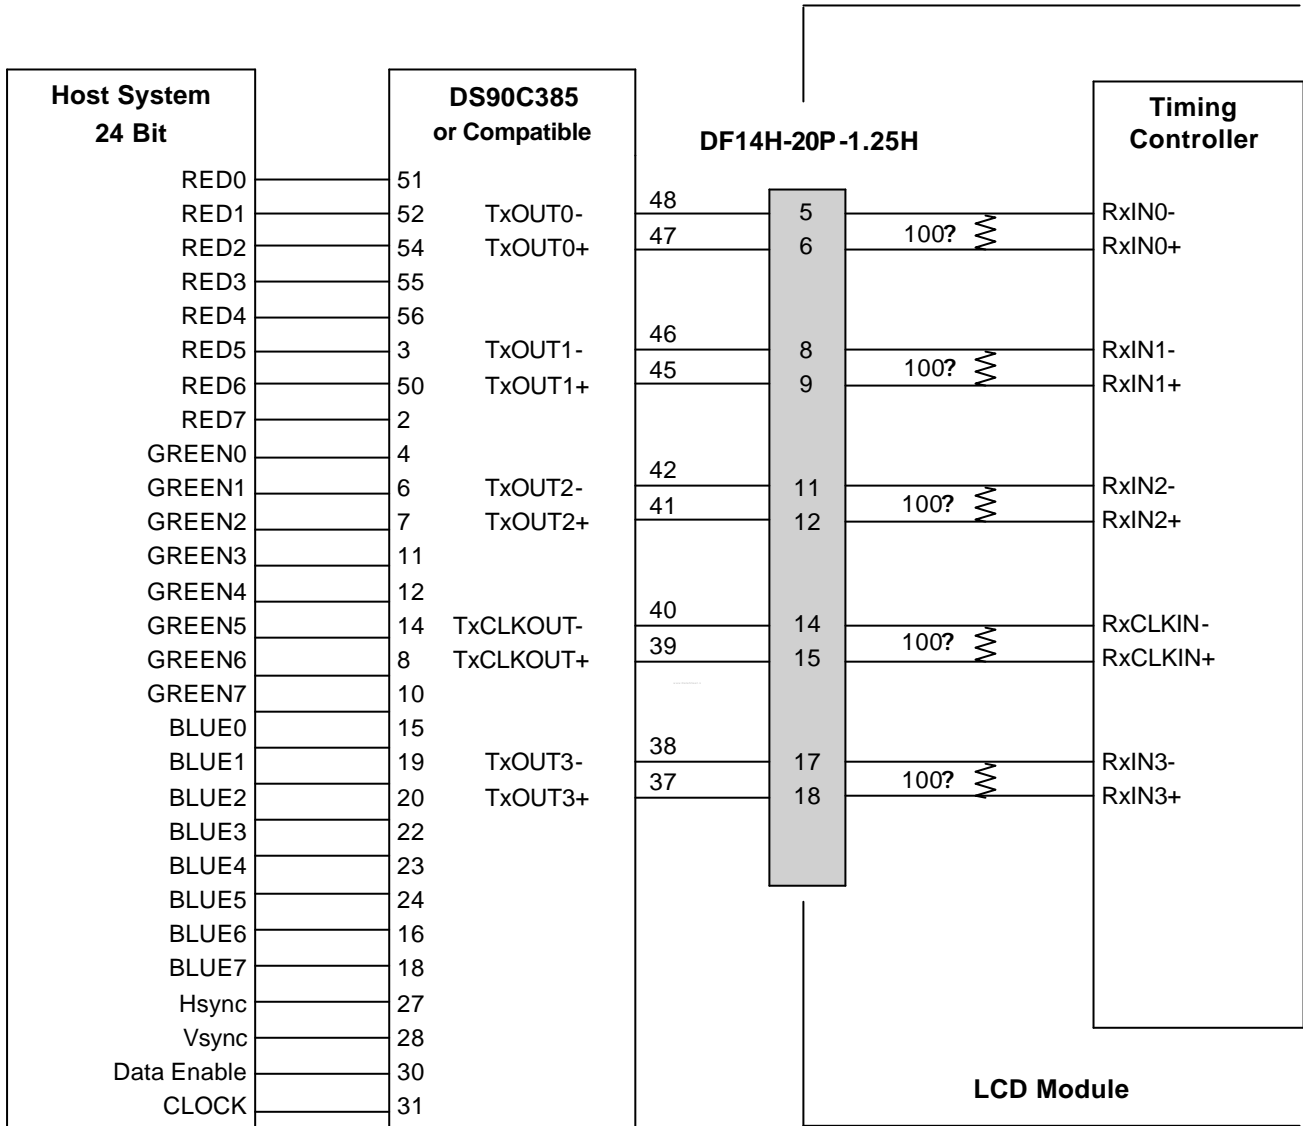 Host System
24 Bit
RED0
RED1
RED2
RED3
RED4
RED5
RED6
RED7
GREEN0
GREEN1
GREEN2
GREEN3
GREEN4
GREEN5
GREEN6
GREEN7
BLUE0
BLUE1
BLUE2
BLUE3
BLUE4
BLUE5
BLUE6
BLUE7
Hsync
Vsync
Data Enable
CLOCK
DS90C385
or Compatible
51
52
54
55
56
3
50
2
4
6
7
11
12
14
8
10
15
19
20
22
23
24
16
18
27
28
30
31
TxOUT0-
TxOUT0+
TxOUT1-
TxOUT1+
TxOUT2-
TxOUT2+
TxCLKOUT-
TxCLKOUT+
TxOUT3-
TxOUT3+
48
47
46
45
42
41
40
39
38
37
DF14H-20P-1.25H
5
6
8
9
11
12
14
15
17
18
100?
100?
100?
100?
100?
Timing
Controller
RxIN0-
RxIN0+
RxIN1-
RxIN1+
RxIN2-
RxIN2+
RxCLKIN-
RxCLKIN+
RxIN3-
RxIN3+
LCD Module